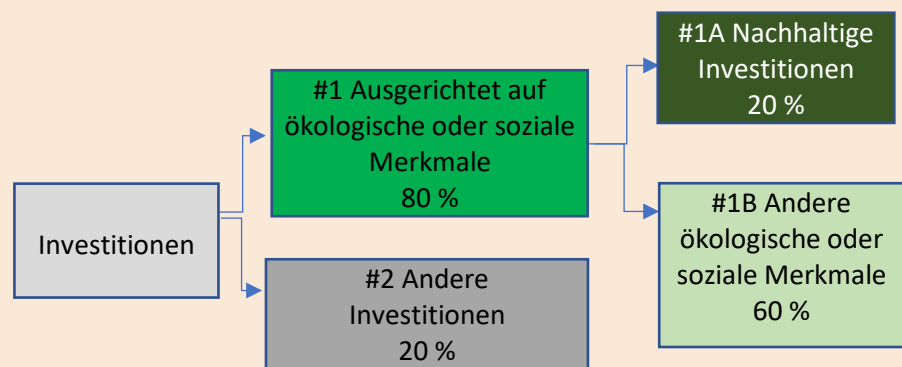 Investitionen
#1 Ausgerichtet auf
ökologische oder soziale
Merkmale
80 %
#2 Andere
Investitionen
20 %
#1A Nachhaltige
Investitionen
20 %
#1B Andere
ökologische oder
soziale Merkmale
60 %